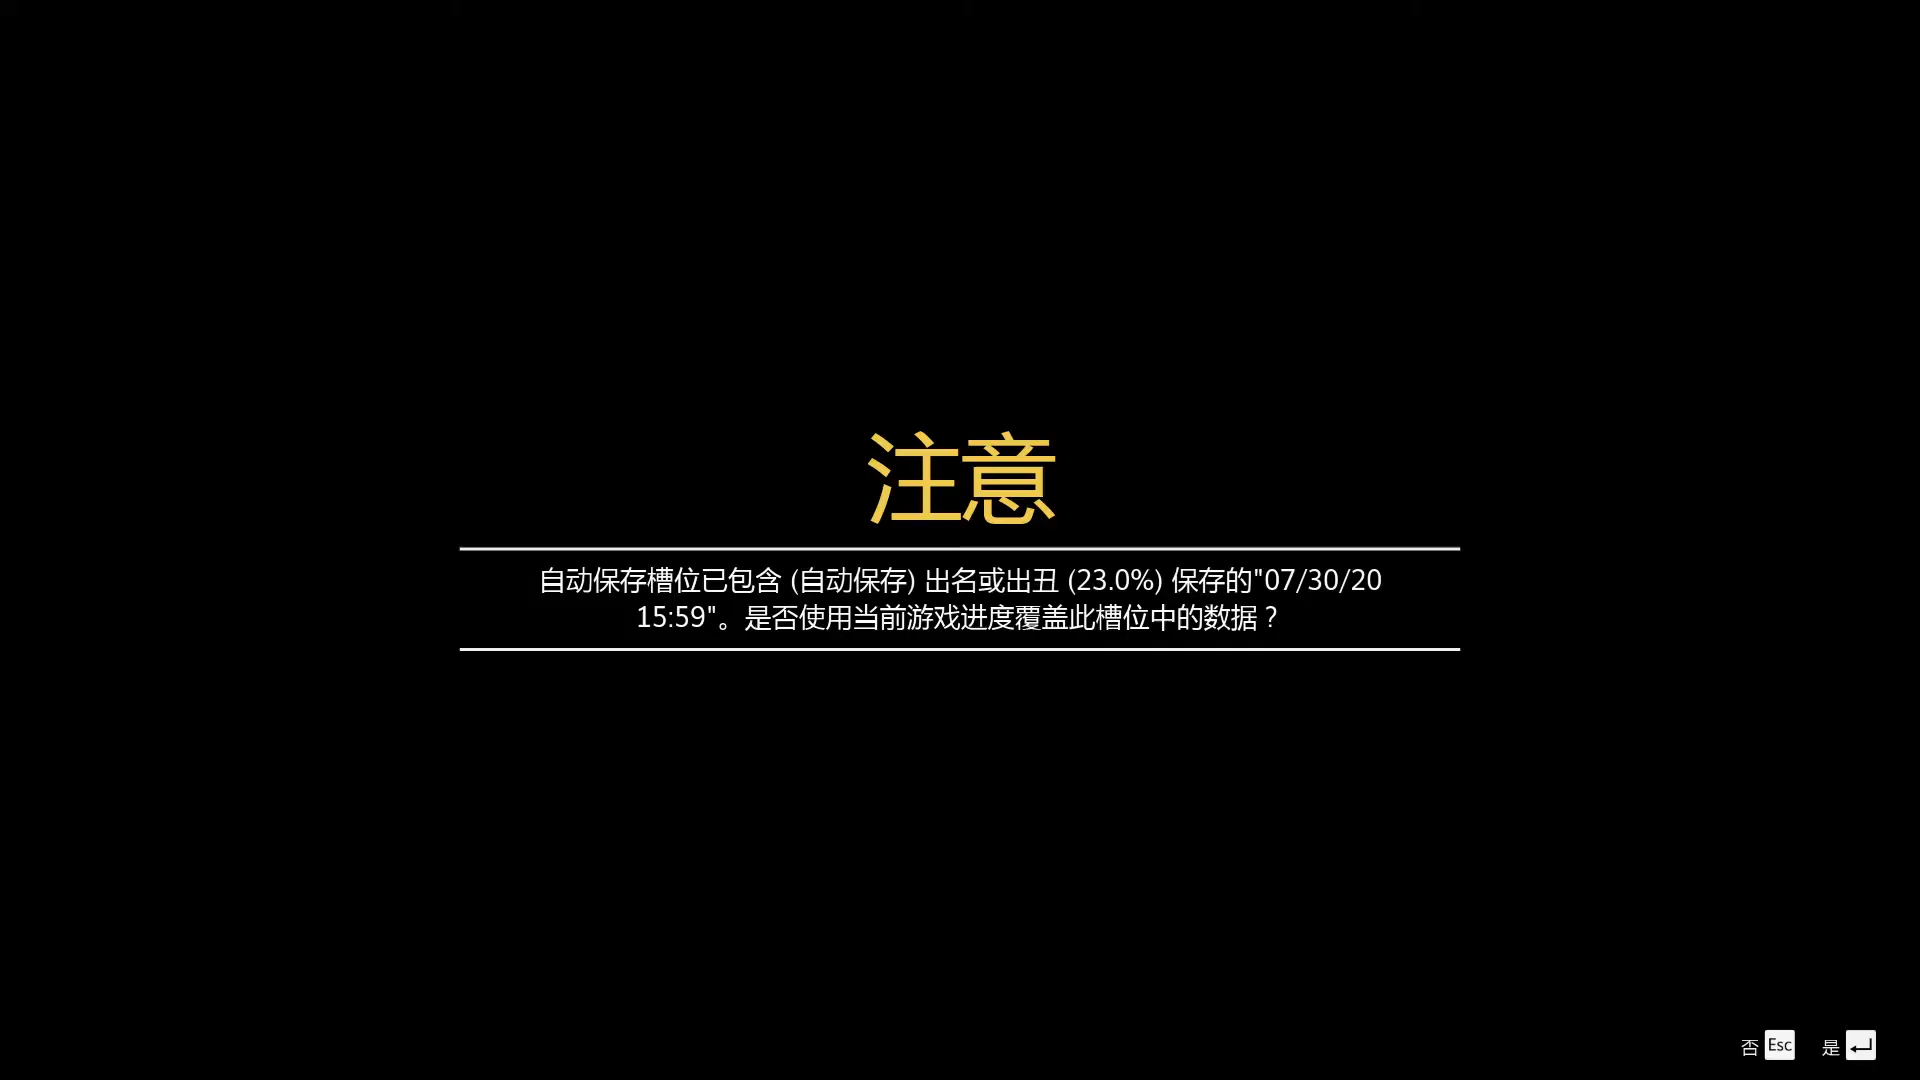 注意
自动保存槽位已包含 (自动保存) 出名或出丑 (23.0%) 保存的"07/30/20
15:59"。是否使用当前游戏进度覆盖此槽位中的数据？
否 Esc 是